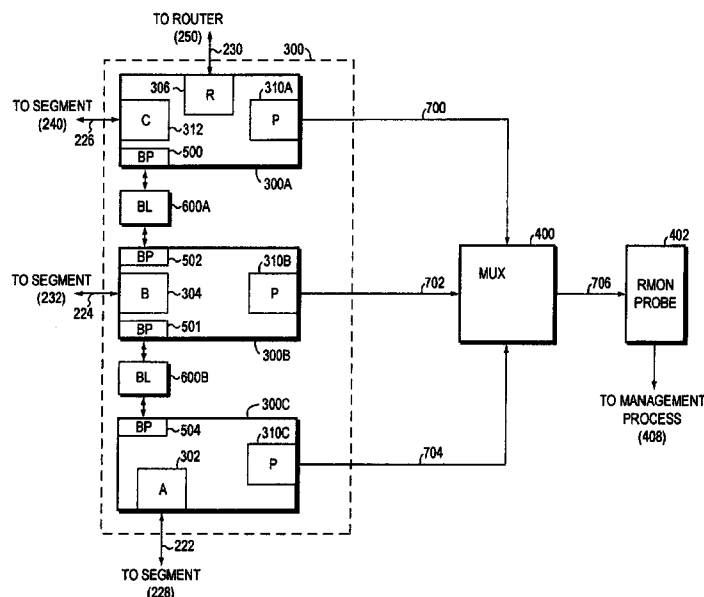 TO ROUTER
(250)
230
300
306
R
310A
P
TO SEGMENT
(240)
226
C
312
700
BP
500
300A
BL
600A
400
402
BP
502
310B
P
TO SEGMENT
(232)
224
B
304
702
MUX
706
RMON
PROBE
BP
501
300B
BL
600B
TO MANAGEMENT
PROCESS
(408)
300C
BP
504
310C
P
302
A
704
222
TO SEGMENT
(228)